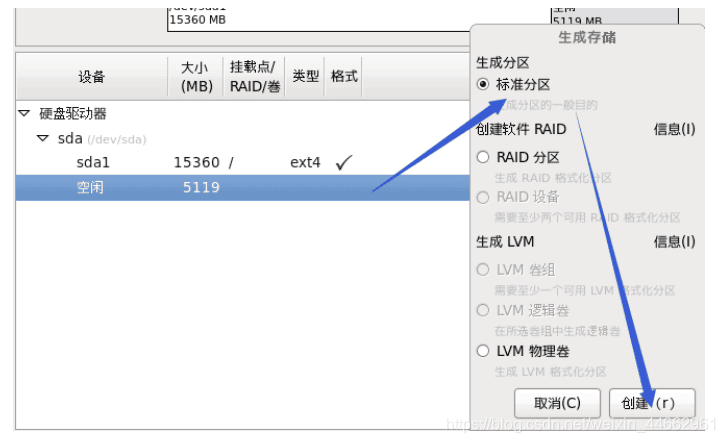 /dev/sda1
15360 MB
空闲
5119 MB
设备
大小
(MB)
挂载点/
RAID/卷
类型
格式
硬盘驱动器
sda (/dev/sda)
sda1 15360 / ext4
空闲 5119
生成存储
生成分区
标准分区
生成分区的一般目的
创建软件 RAID 信息(I)
RAID 分区
生成 RAID 格式化分区
RAID 设备
需要至少两个可用 RAID 格式化分区
生成 LVM 信息(I)
LVM 卷组
需要至少一个可用 LVM 格式化分区
LVM 逻辑卷
在所选卷组中生成逻辑卷
LVM 物理卷
生成 LVM 格式化分区
取消(C) 创建 (r)
https://blog.csdn.net/weixin_44662961